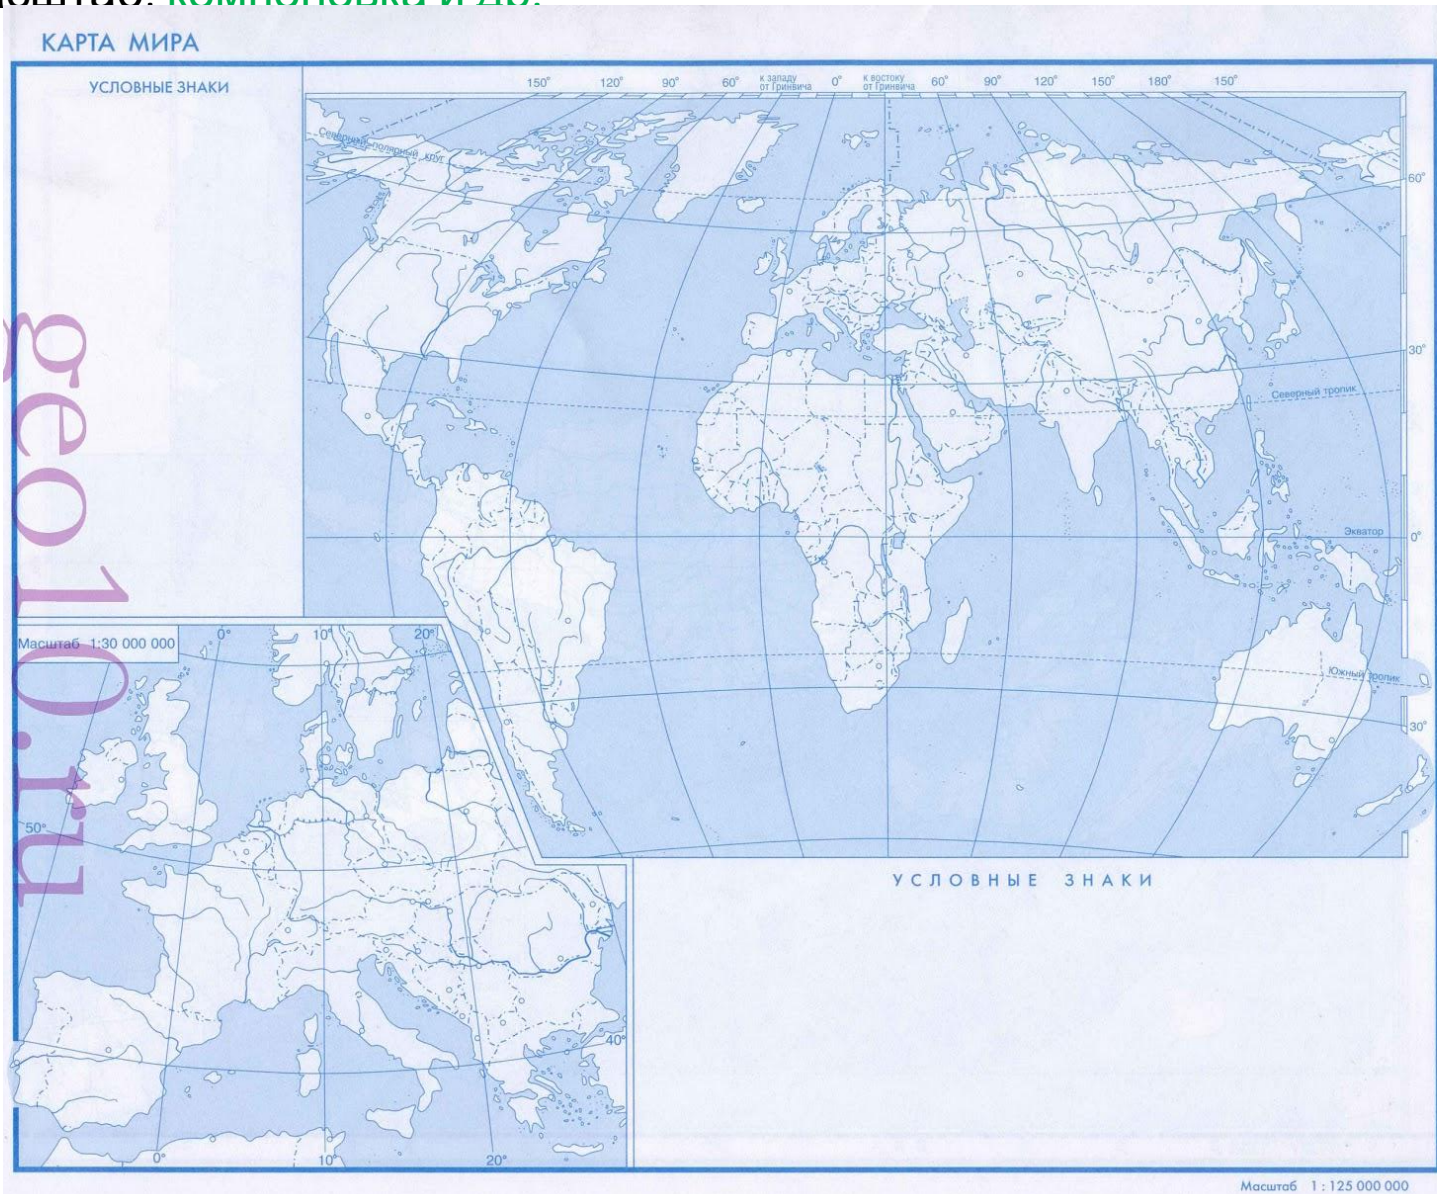 компоновка и др.
КАРТА МИРА
УСЛОВНЫЕ ЗНАКИ
150° 120° 90° 60° к западу от Гринвича 0° к востоку от Гринвича 60° 90° 120° 150° 180° 150°
Северный полярный круг
60°
30°
Северный тропик
Экватор
0°
Южный тропик
30°
Масштаб 1:30 000 000
0° 10° 20°
50°
40°
0° 10° 20°
УСЛОВНЫЕ ЗНАКИ
Масштаб 1 : 125 000 000
geo10.ru